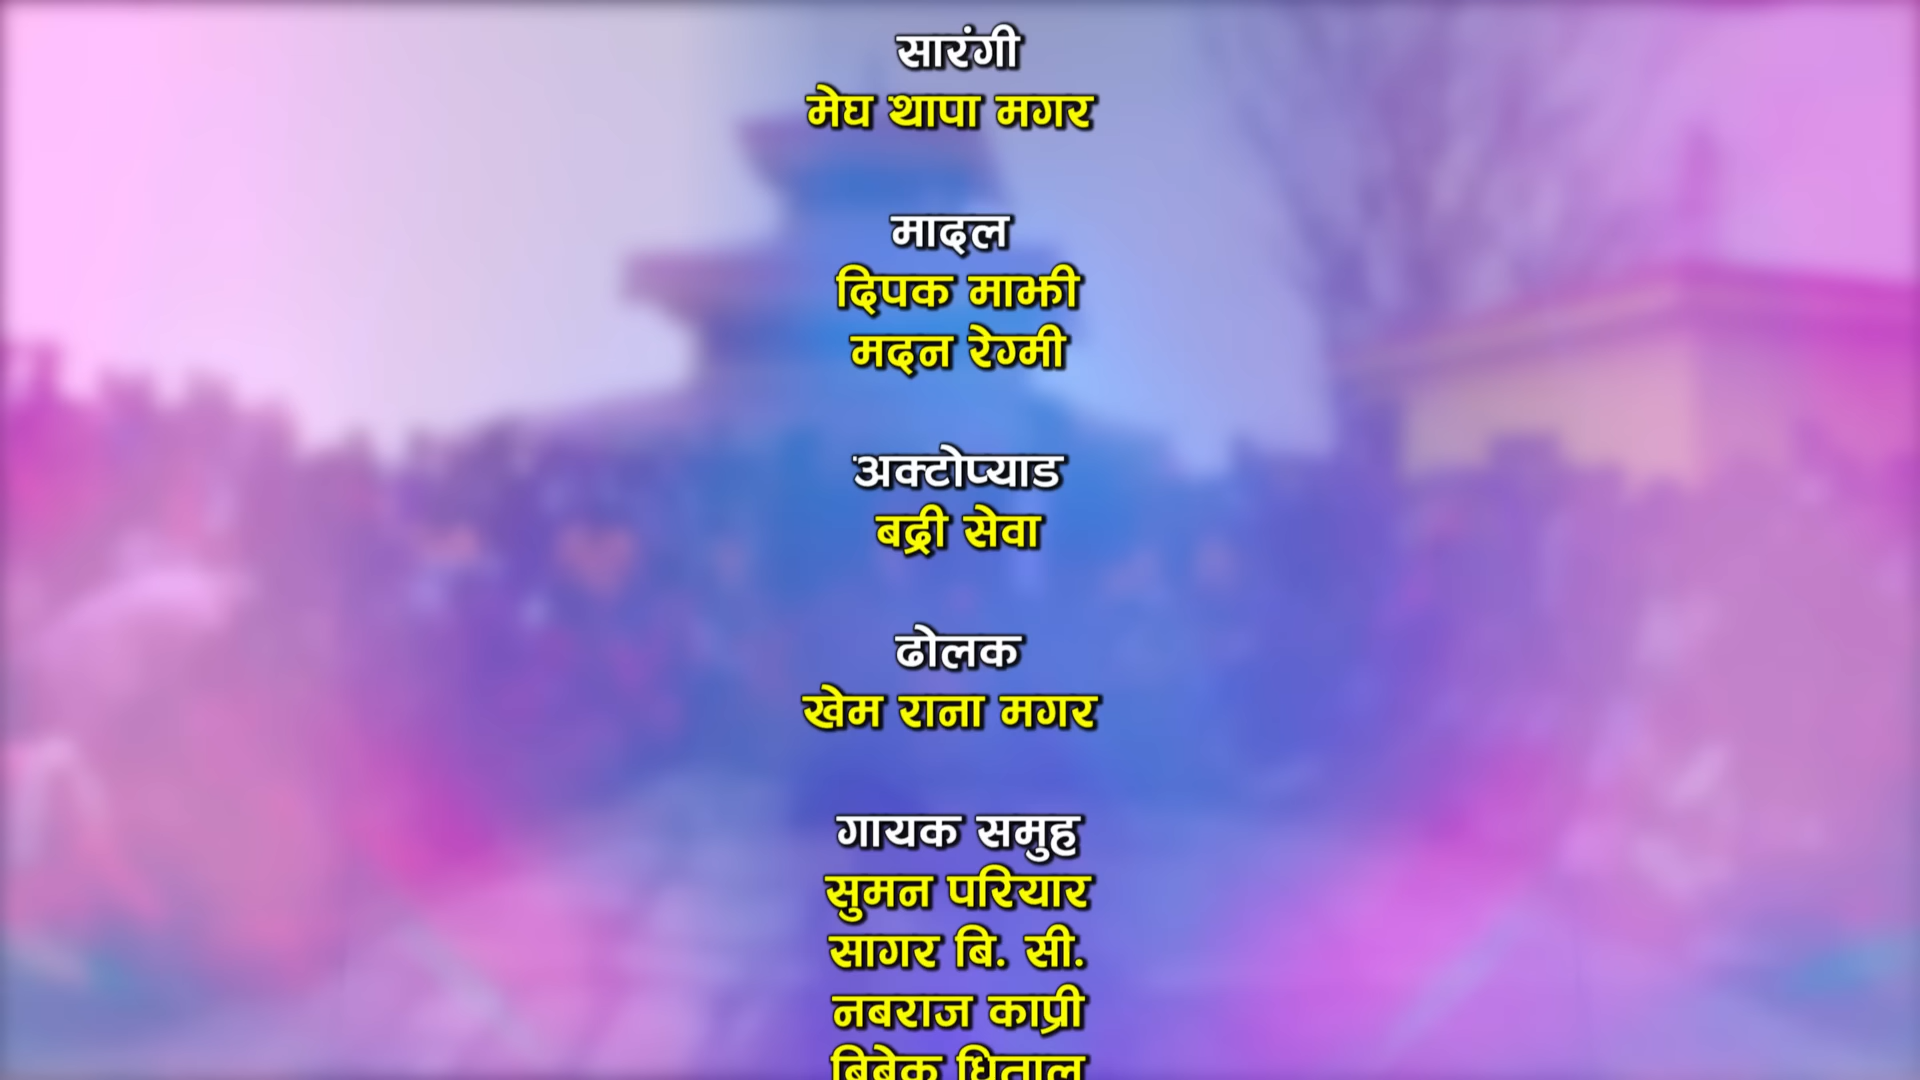 सारंगी
मेघ थापा मगर
मादल
दिपक माझी
मदन रेग्मी
अक्टोप्याड
बद्री सेवा
ढोलक
खेम राना मगर
गायक समुह
सुमन परियार
सागर बि. सी.
नबराज काप्री
बिबेक धिताल